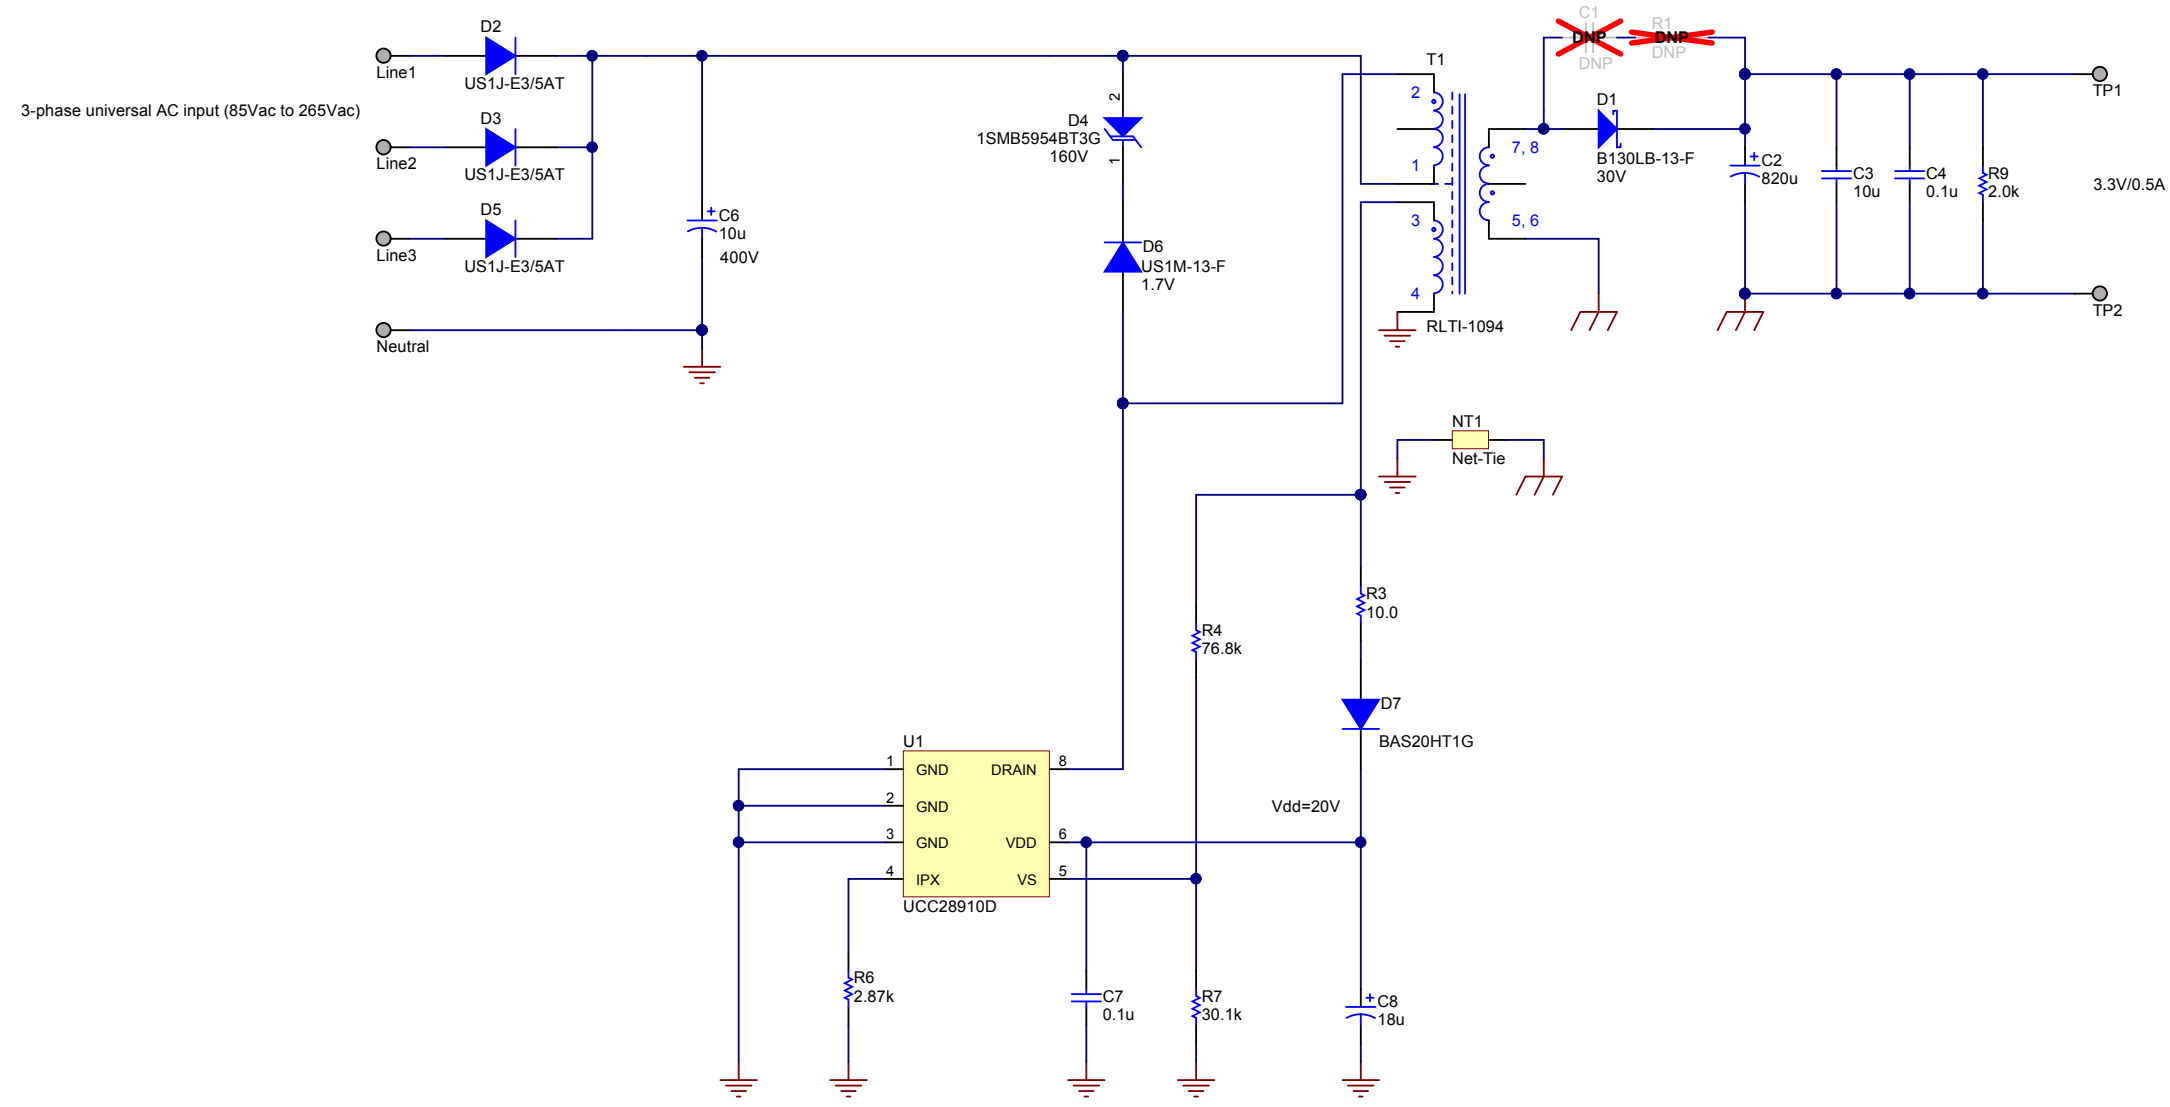 3-phase universal AC input (85Vac to 265Vac)
Line1
D2
US1J-E3/5AT
Line2
D3
US1J-E3/5AT
Line3
D5
US1J-E3/5AT
Neutral
C6
10u
400V
2
D4
1SMB5954BT3G
160V
1
D6
US1M-13-F
1.7V
T1
2
1
3
4
7, 8
5, 6
RLTI-1094
C1
DNP
DNP
R1
DNP
DNP
D1
B130LB-13-F
30V
C2
820u
C3
10u
C4
0.1u
R9
2.0k
TP1
3.3V/0.5A
TP2
NT1
Net-Tie
R3
10.0
R4
76.8k
D7
BAS20HT1G
Vdd=20V
U1
1 GND DRAIN 8
2 GND
3 GND VDD 6
4 IPX VS 5
UCC28910D
R6
2.87k
C7
0.1u
R7
30.1k
C8
18u